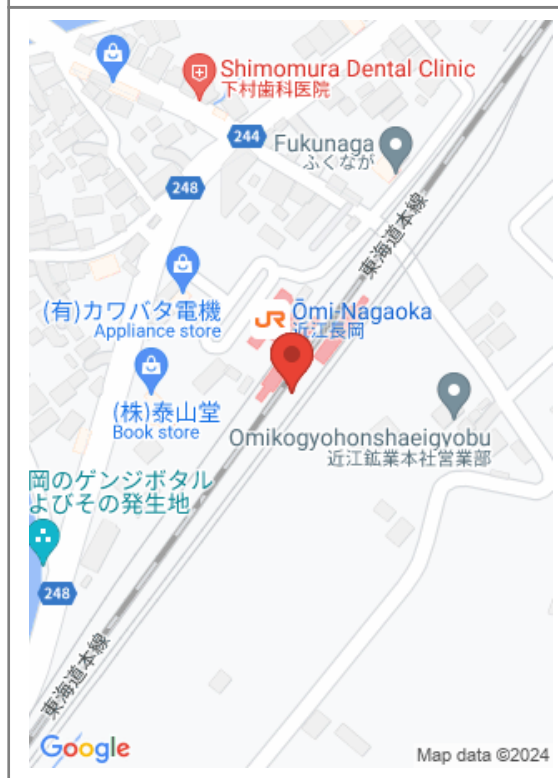 Shimomura Dental Clinic
下村歯科医院
244
Fukunaga
ふくなが
248
東海道本線
(有)カワバタ電機
Appliance store
JR
Ōmi-Nagaoka
近江長岡
(株)泰山堂
Book store
Omikogyohonshaeigyobu
近江鉱業本社営業部
岡のゲンジボタル
よびその発生地
248
東海道本線
Google
Map data ©2024